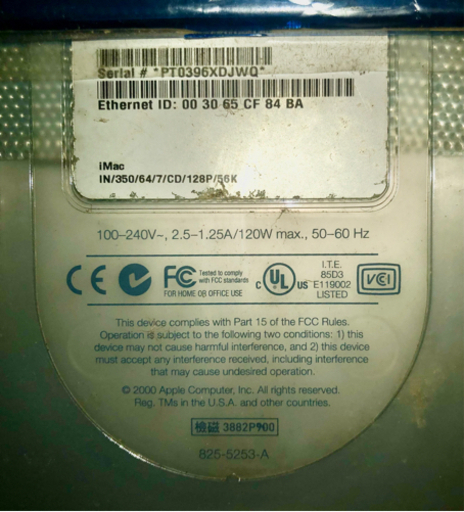 Serial # *PT0396XDJWQ*
Ethernet ID: 00 30 65 CF 84 BA
iMac
IN/350/64/7/CD/128P/56K
100–240V~, 2.5–1.25A/120W max., 50–60 Hz
CE FC Tested to comply with FCC standards
FOR HOME OR OFFICE USE
c UL US
I.T.E.
85D3
E119002
LISTED
VCI
This device complies with Part 15 of the FCC Rules.
Operation is subject to the following two conditions: 1) this
device may not cause harmful interference, and 2) this device
must accept any interference received, including interference
that may cause undesired operation.
© 2000 Apple Computer, Inc. All rights reserved.
Reg. TMs in the U.S.A. and other countries.
檢磁 3882P900
825-5253-A